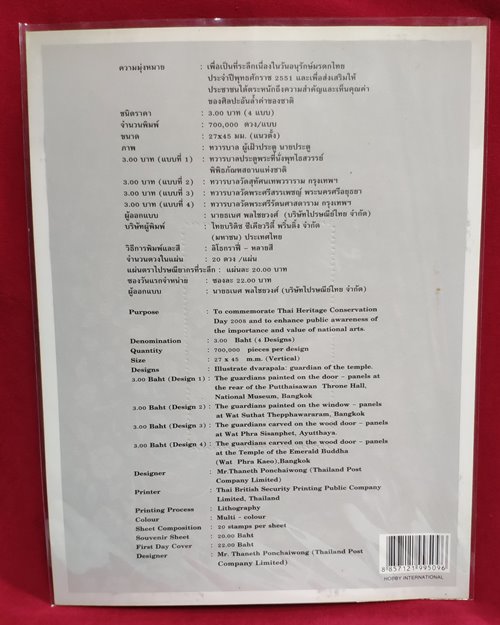 ความมุ่งหมาย : เพื่อเป็นที่ระลึกเนื่องในวันอนุรักษ์มรดกไทย
ประจำปีพุทธศักราช 2551 และเพื่อส่งเสริมให้
ประชาชนได้ตระหนักถึงความสำคัญและเห็นคุณค่า
ของศิลปะอันล้ำค่าของชาติ
ชนิดราคา : 3.00 บาท (4 แบบ)
จำนวนพิมพ์ : 700,000 ดวง/แบบ
ขนาด : 27x45 มม. (แนวตั้ง)
ภาพ : ทวารบาล ผู้เฝ้าประตู นายประตู
3.00 บาท (แบบที่ 1) : ทวารบาลประตูพระที่นั่งพุทไธสวรรย์
พิพิธภัณฑสถานแห่งชาติ
3.00 บาท (แบบที่ 2) : ทวารบาลวัดสุทัศนเทพวราราม กรุงเทพฯ
3.00 บาท (แบบที่ 3) : ทวารบาลวัดพระศรีสรรเพชญ์ พระนครศรีอยุธยา
3.00 บาท (แบบที่ 4) : ทวารบาลวัดพระศรีรัตนศาสดาราม กรุงเทพฯ
ผู้ออกแบบ : นายธเนศ พลไชยวงศ์ (บริษัทไปรษณีย์ไทย จำกัด)
บริษัทผู้พิมพ์ : ไทยบริติช ซีเคียวริตี้ พริ้นติ้ง จำกัด
(มหาชน) ประเทศไทย
วิธีการพิมพ์และสี : ลิโธกราฟี - หลายสี
จำนวนดวงในแผ่น : 20 ดวง /แผ่น
แผ่นตราไปรษณียากรที่ระลึก : แผ่นละ 20.00 บาท
ซองวันแรกจำหน่าย : ซองละ 22.00 บาท
ผู้ออกแบบ : นายธเนศ พลไชยวงศ์ (บริษัทไปรษณีย์ไทย จำกัด)
Purpose : To commemorate Thai Heritage Conservation
Day 2008 and to enhance public awareness of
the importance and value of national arts.
Denomination : 3.00 Baht (4 Designs)
Quantity : 700,000 pieces per design
Size : 27 x 45 m.m. (Vertical)
Designs : Illustrate dvarapala: guardian of the temple.
3.00 Baht (Design 1) : The guardians painted on the door - panels at
the rear of the Putthaisawan Throne Hall,
National Museum, Bangkok
3.00 Baht (Design 2) : The guardians painted on the window - panels
at Wat Suthat Thepphawararam, Bangkok
3.00 Baht (Design 3) : The guardians carved on the wood door - panels
at Wat Phra Sisanphet, Ayutthaya.
3.00 Baht (Design 4) : The guardians carved on the wood door - panels
at the Temple of the Emerald Buddha
(Wat Phra Kaeo),Bangkok
Designer : Mr.Thaneth Ponchaiwong (Thailand Post
Company Limited)
Printer : Thai British Security Printing Public Company
Limited, Thailand
Printing Process : Lithography
Colour : Multi - colour
Sheet Composition : 20 stamps per sheet
Souvenir Sheet : 20.00 Baht
First Day Cover : 22.00 Baht
Designer : Mr. Thaneth Ponchaiwong (Thailand Post
Company Limited)
8 857121 995096
HOBBY INTERNATIONAL